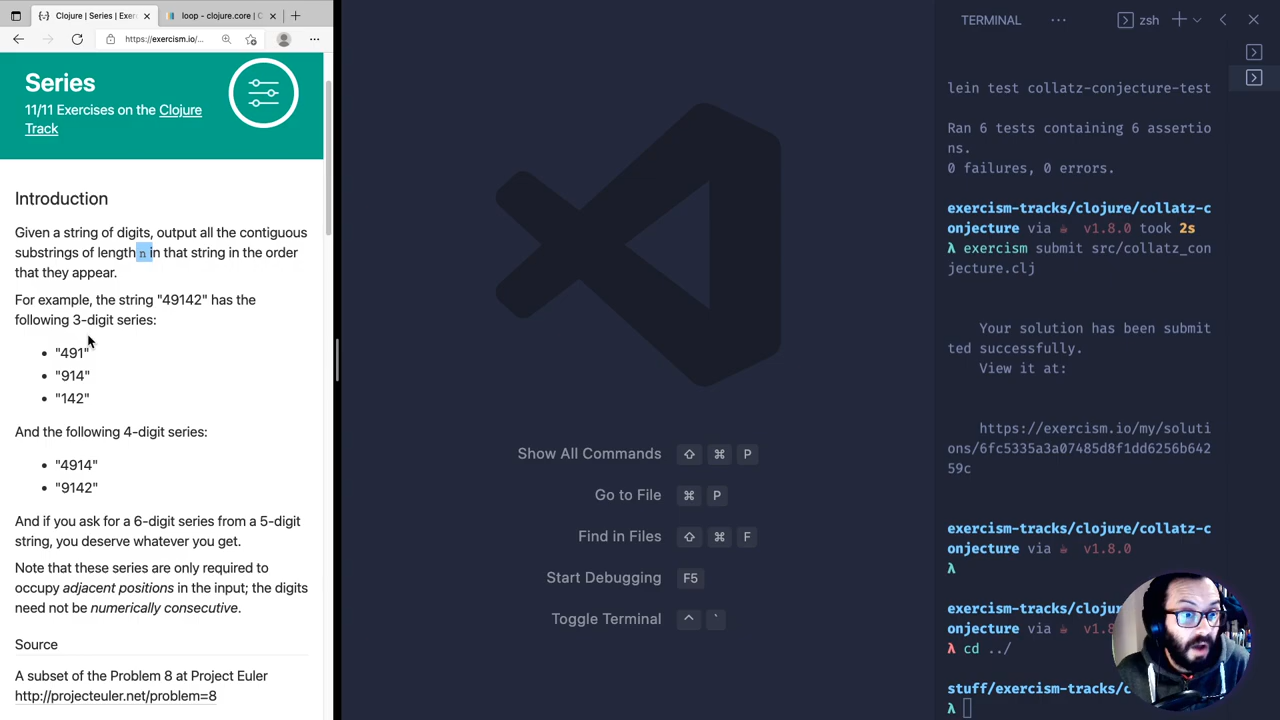 Clojure | Series | Exer
loop - clojure.core | C
https://exercism.io/...
Series
11/11 Exercises on the Clojure
Track
Introduction
Given a string of digits, output all the contiguous
substrings of length n in that string in the order
that they appear.
For example, the string "49142" has the
following 3-digit series:
"491"
"914"
"142"
And the following 4-digit series:
"4914"
"9142"
And if you ask for a 6-digit series from a 5-digit
string, you deserve whatever you get.
Note that these series are only required to
occupy adjacent positions in the input; the digits
need not be numerically consecutive.
Source
A subset of the Problem 8 at Project Euler
http://projecteuler.net/problem=8
Show All Commands ⇧ ⌘ P
Go to File ⌘ P
Find in Files ⇧ ⌘ F
Start Debugging F5
Toggle Terminal ^ `
TERMINAL ··· zsh
lein test collatz-conjecture-test
Ran 6 tests containing 6 assertio
ns.
0 failures, 0 errors.
exercism-tracks/clojure/collatz-c
onjecture via v1.8.0 took 2s
λ exercism submit src/collatz_con
jecture.clj
Your solution has been submit
ted successfully.
View it at:
https://exercism.io/my/soluti
ons/6fc5335a3a07485d8f1dd6256b642
59c
exercism-tracks/clojure/collatz-c
onjecture via v1.8.0
λ
exercism-tracks/clojur
onjecture via v1.8
λ cd ../
stuff/exercism-tracks/c
λ